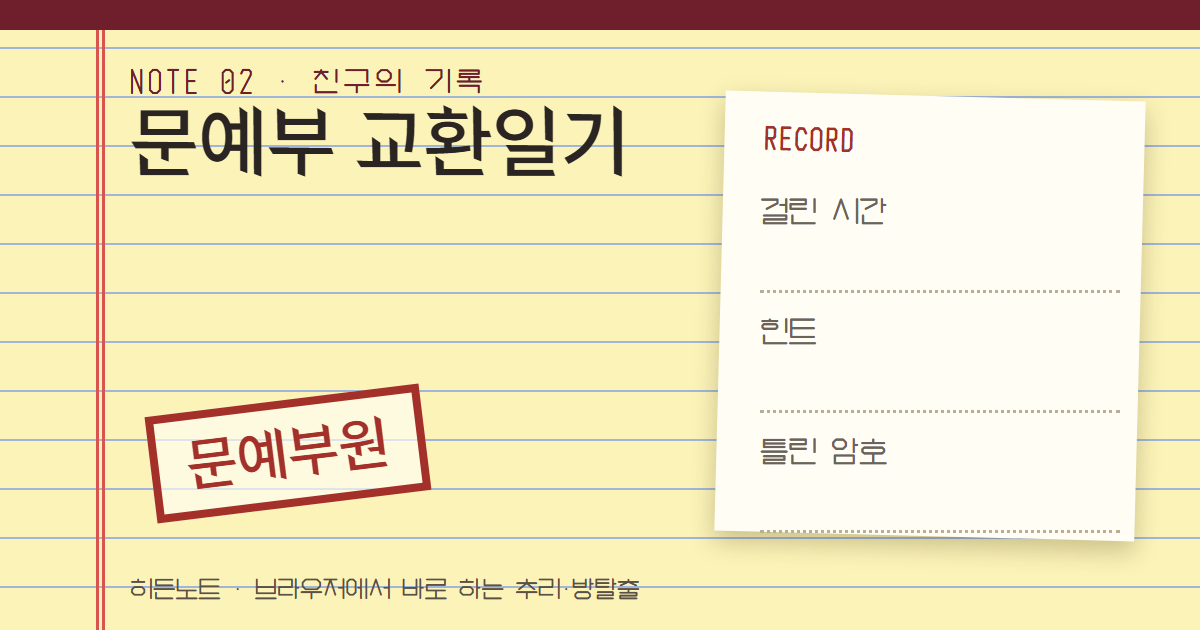 NOTE 02 · 친구의 기록
문예부 교환일기
RECORD
걸린 시간
힌트
틀린 암호
문예부원
히든노트 · 브라우저에서 바로 하는 추리·방탈출